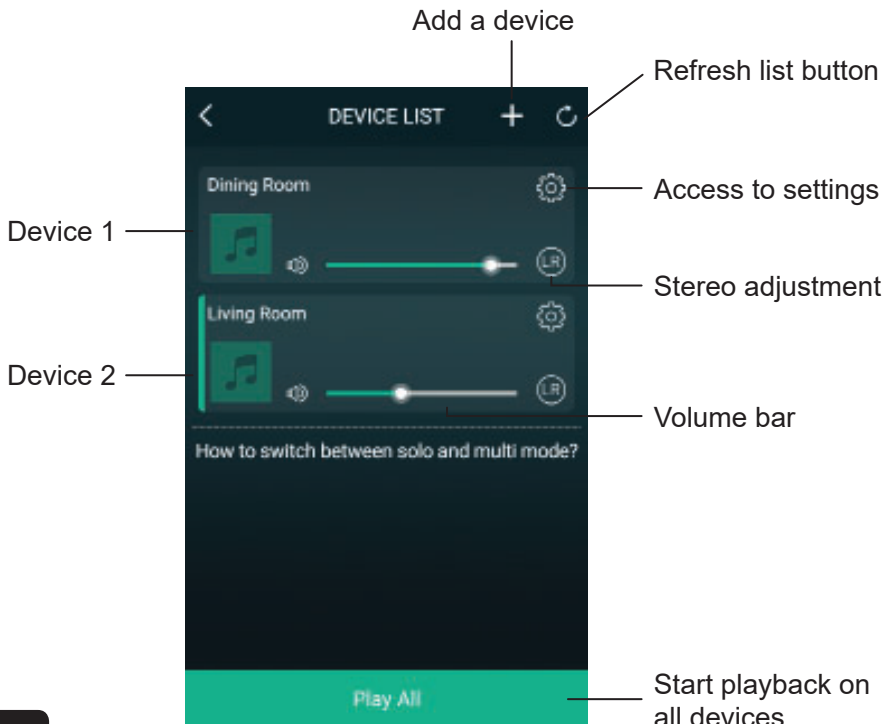 Add a device
Refresh list button
DEVICE LIST
Dining Room
Access to settings
Device 1
LR
Stereo adjustment
Living Room
Device 2
LR
Volume bar
How to switch between solo and multi mode?
Play All
Start playback on
all devices